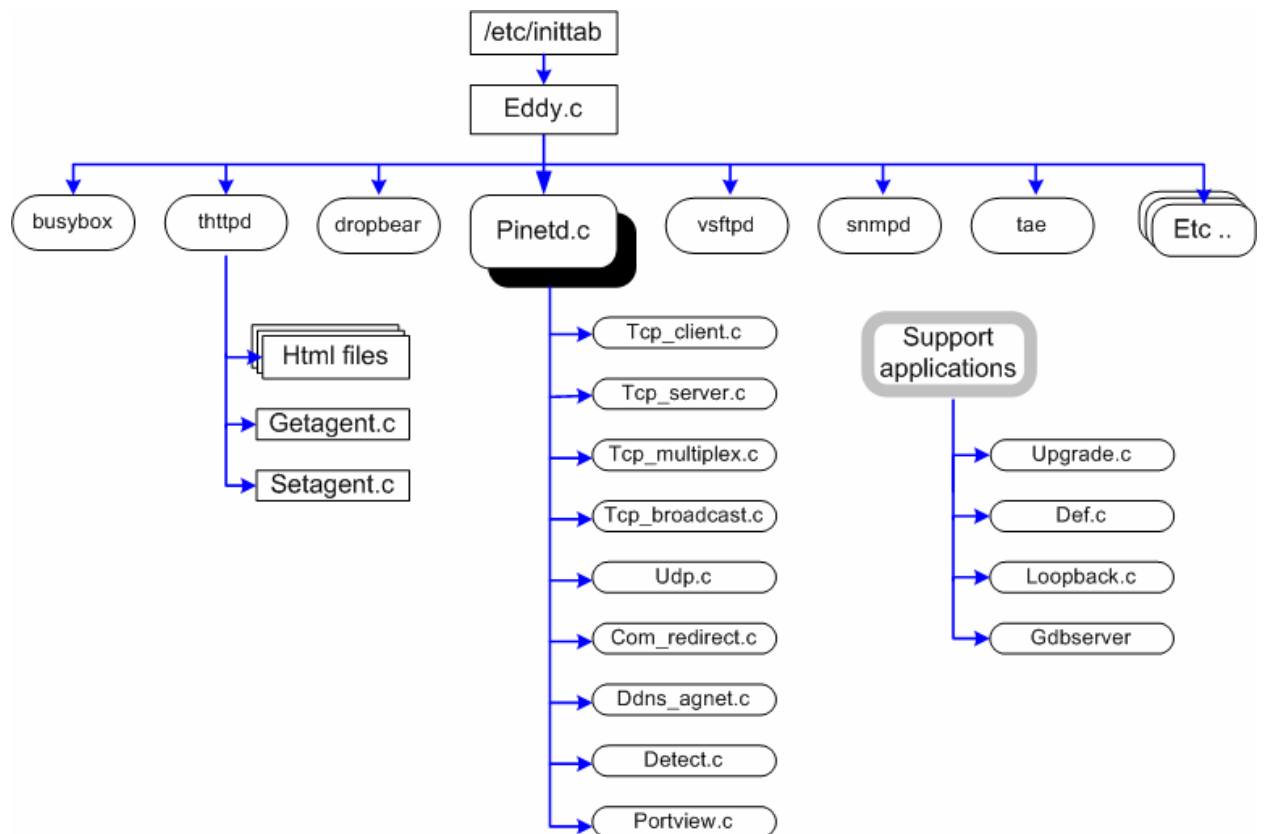 /etc/inittab
Eddy.c
busybox
thttpd
dropbear
Pinetd.c
vsftpd
snmpd
tae
Etc ..
Html files
Getagent.c
Setagent.c
Tcp_client.c
Tcp_server.c
Tcp_multiplex.c
Tcp_broadcast.c
Udp.c
Com_redirect.c
Ddns_agnet.c
Detect.c
Portview.c
Support
applications
Upgrade.c
Def.c
Loopback.c
Gdbserver